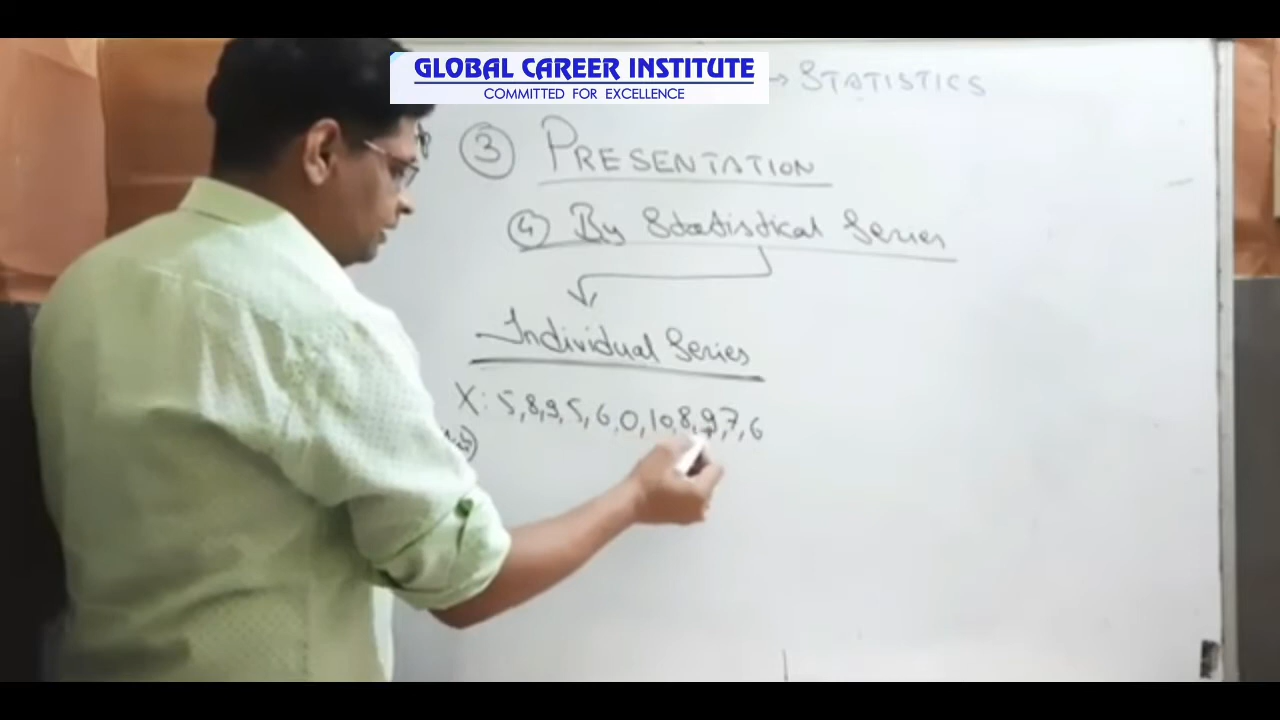 GLOBAL CAREER INSTITUTE
COMMITTED FOR EXCELLENCE
→ STATISTICS
③ PRESENTATION
④ By Statistical Series
Individual Series
X: 5,8,9,5,6,0,10,8,9,7,6